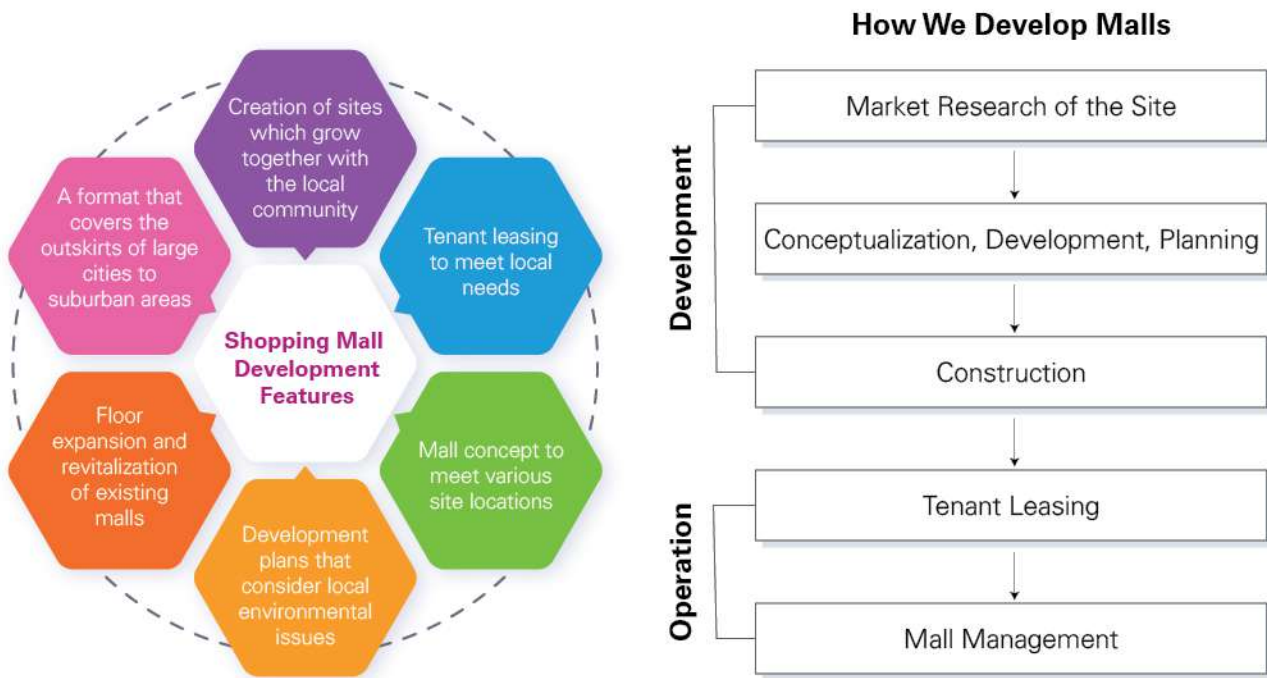 Creation of sites
which grow
together with
the local
community
Tenant leasing
to meet local
needs
Mall concept to
meet various
site locations
Development
plans that
consider local
environmental
issues
Floor
expansion and
revitalization
of existing
malls
A format that
covers the
outskirts of large
cities to
suburban areas
Shopping Mall
Development
Features
How We Develop Malls
Development
Market Research of the Site
Conceptualization, Development, Planning
Construction
Operation
Tenant Leasing
Mall Management